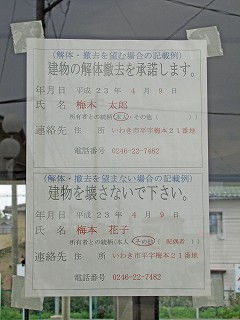 (解体・撤去を望む場合の記載例)
建物の解体撤去を承諾します。
年月日 平成23年 4月 9日
氏名 梅本 太郎
所有者との続柄(本人・その他( ))
連絡先 住所 いわき市平字梅本21番地
電話番号 0246-22-7482
(解体・撤去を望まない場合の記載例)
建物を壊さないで下さい。
年月日 平成23年 4月 9日
氏名 梅本 花子
所有者との続柄(本人・その他( 配偶者 ))
連絡先 住所 いわき市平字梅本21番地
電話番号 0246-22-7482